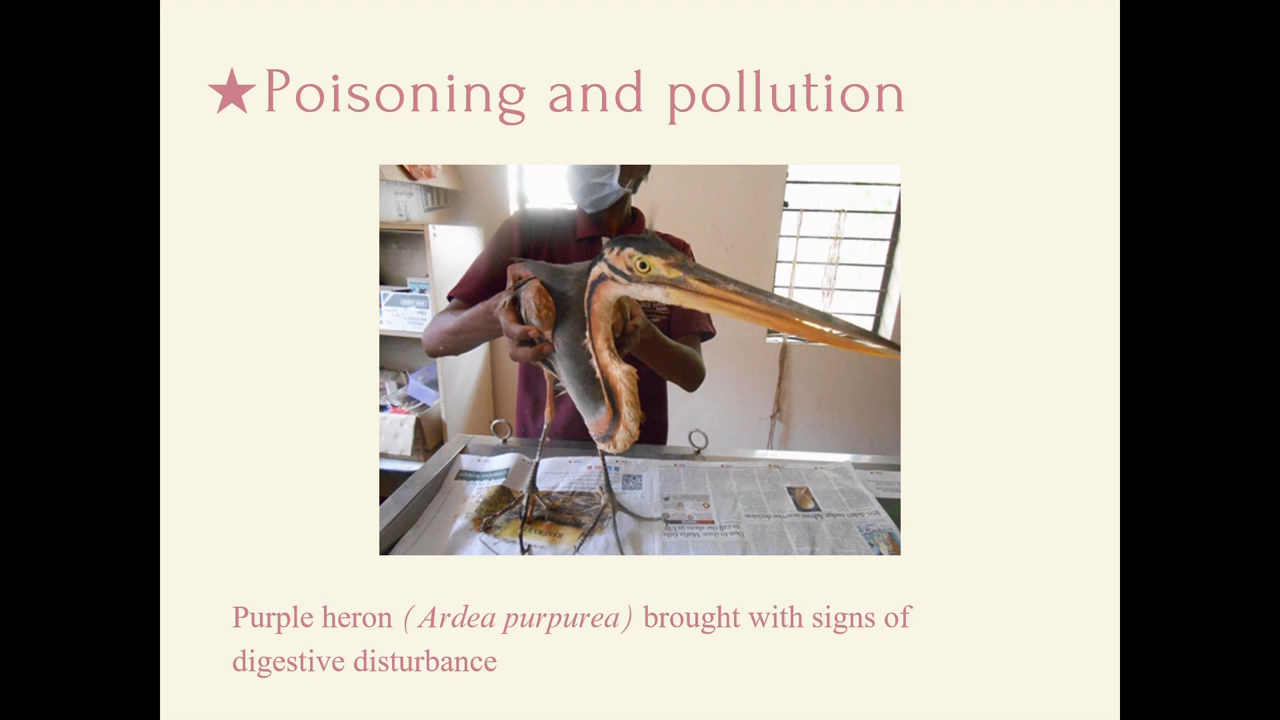 ★Poisoning and pollution
Purple heron (Ardea purpurea) brought with signs of
digestive disturbance